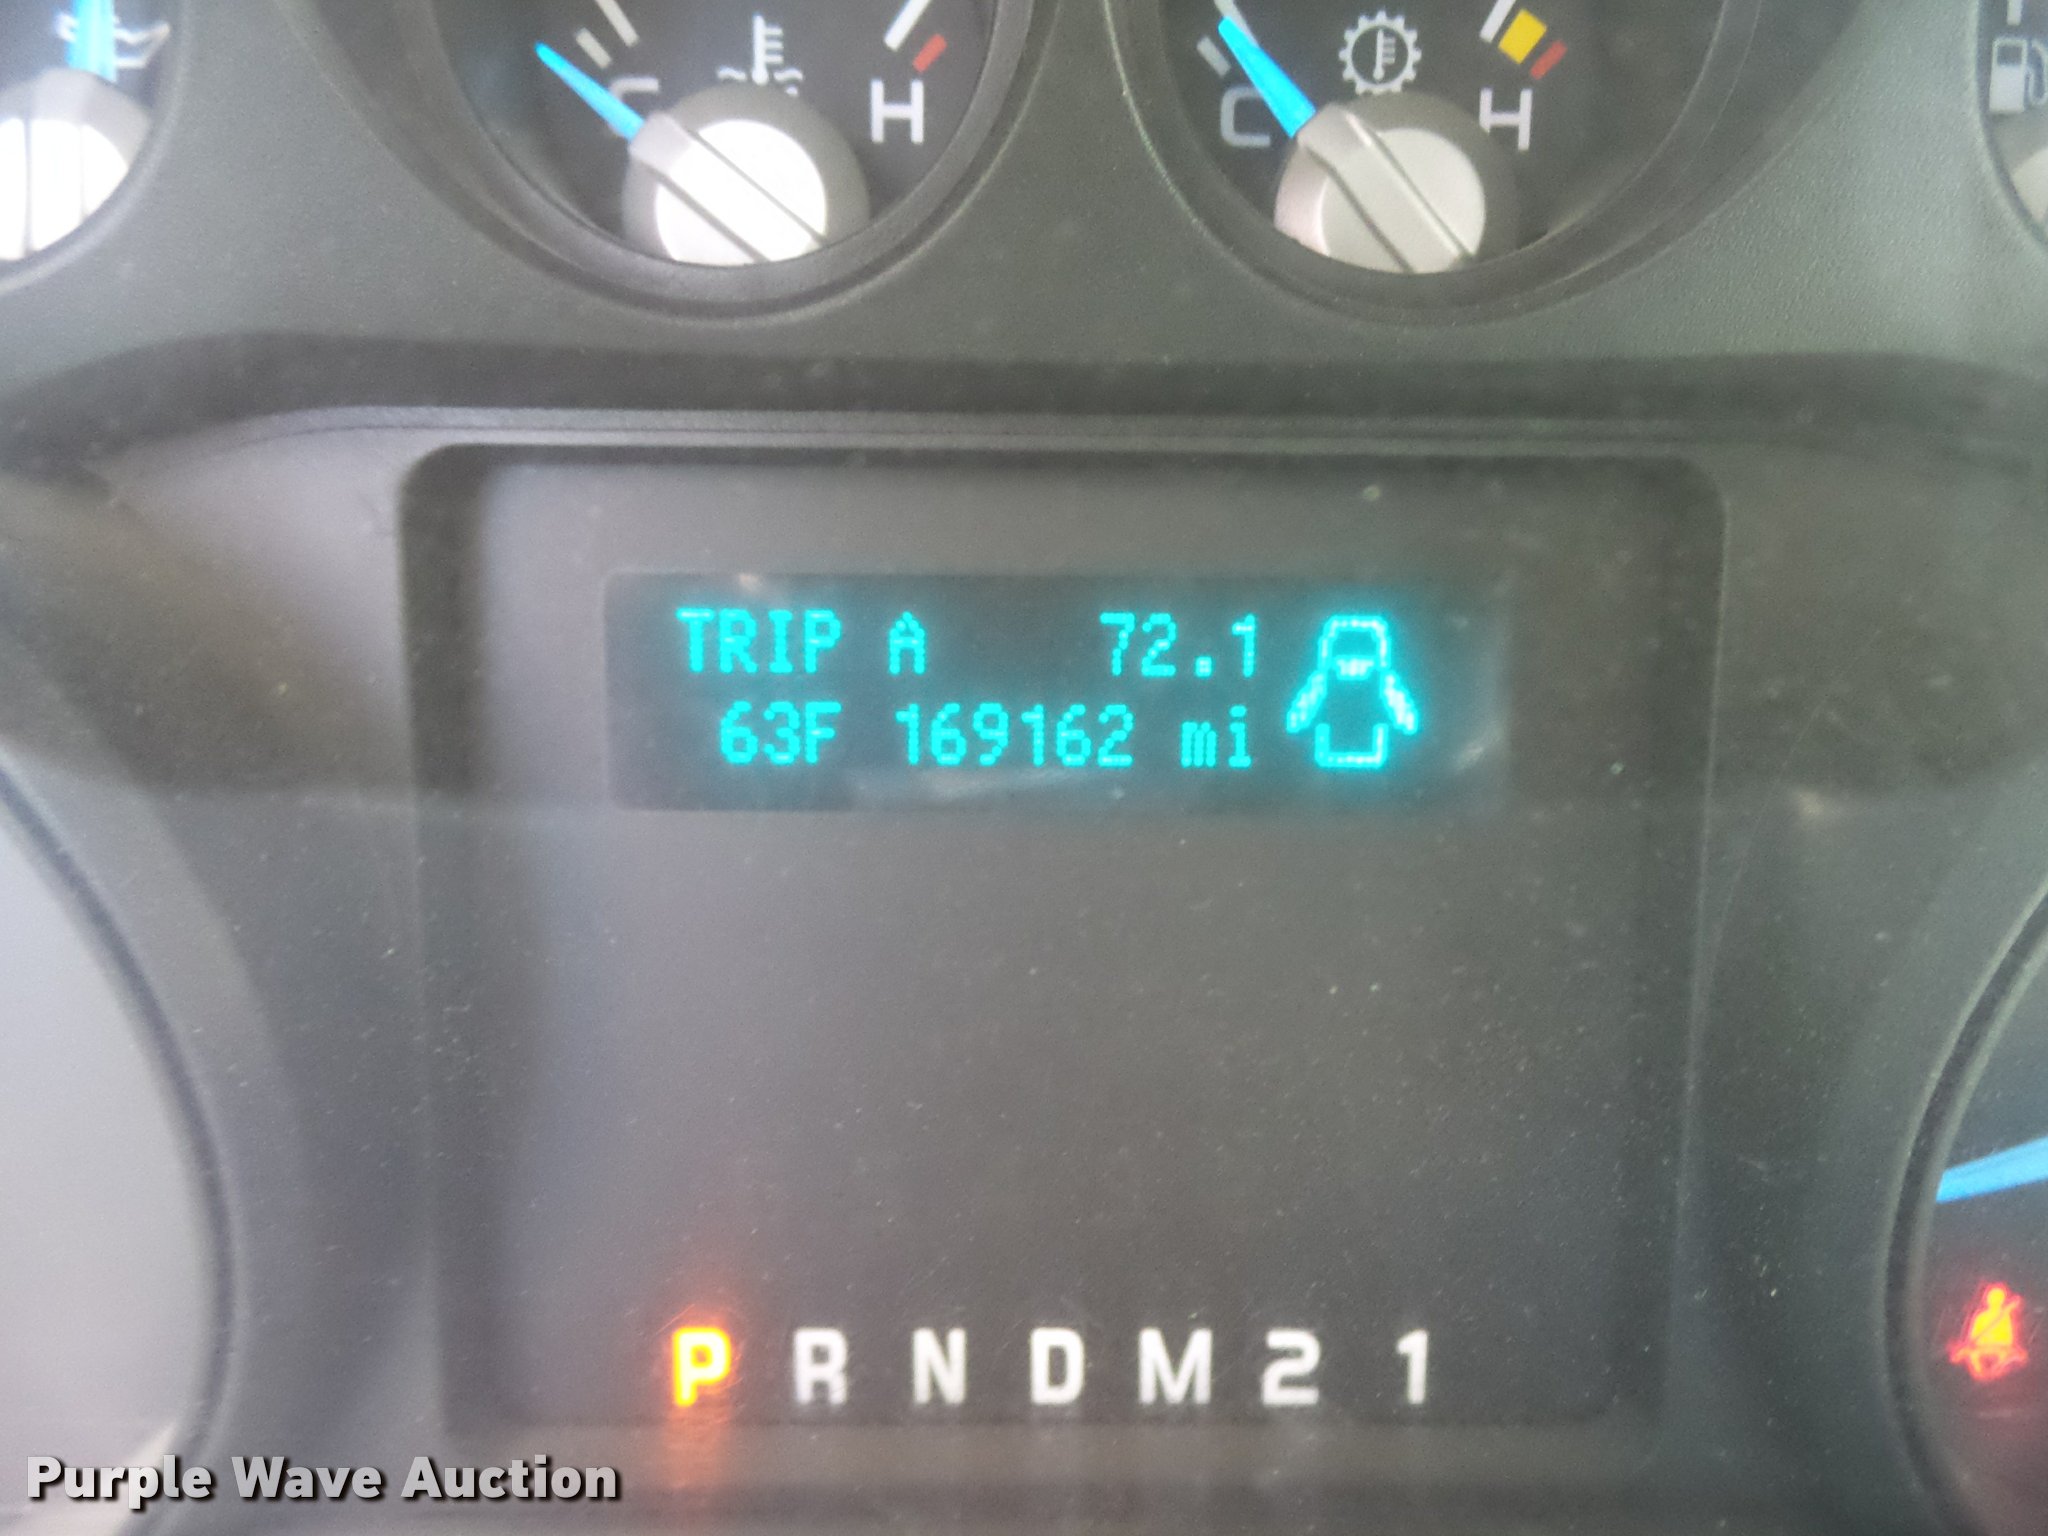 C H
C H
TRIP A 72.1
63F 169162 mi
P R N D M 2 1
Purple Wave Auction